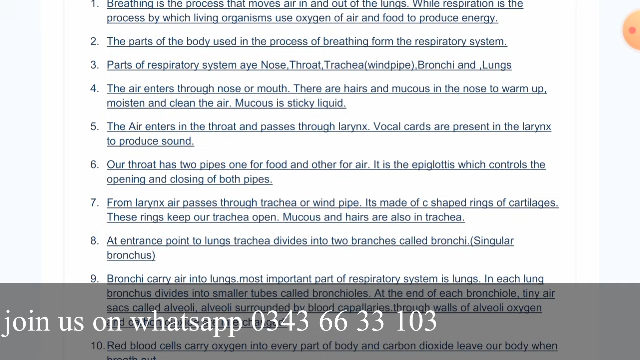 1. Breathing is the process that moves air in and out of the lungs. While respiration is the
process by which living organisms use oxygen of air and food to produce energy.
2. The parts of the body used in the process of breathing form the respiratory system.
3. Parts of respiratory system aye Nose,Throat,Trachea(windpipe),Bronchi and ,Lungs
4. The air enters through nose or mouth. There are hairs and mucous in the nose to warm up,
moisten and clean the air. Mucous is sticky liquid.
5. The Air enters in the throat and passes through larynx. Vocal cards are present in the larynx
to produce sound.
6. Our throat has two pipes one for food and other for air. It is the epiglottis which controls the
opening and closing of both pipes.
7. From larynx air passes through trachea or wind pipe. Its made of c shaped rings of cartilages.
These rings keep our trachea open. Mucous and hairs are also in trachea.
8. At entrance point to lungs trachea divides into two branches called bronchi.(Singular
bronchus)
9. Bronchi carry air into lungs.most important part of respiratory system is lungs. In each lung
bronchus divides into smaller tubes called bronchioles. At the end of each bronchiole, tiny air
sacs called alveoli, alveoli surrounded by blood capillaries.through walls of alveoli oxygen
join us on whatsapp 0343 66 33 103
10. Red blood cells carry oxygen into every part of body and carbon dioxide leave our body when
breath out